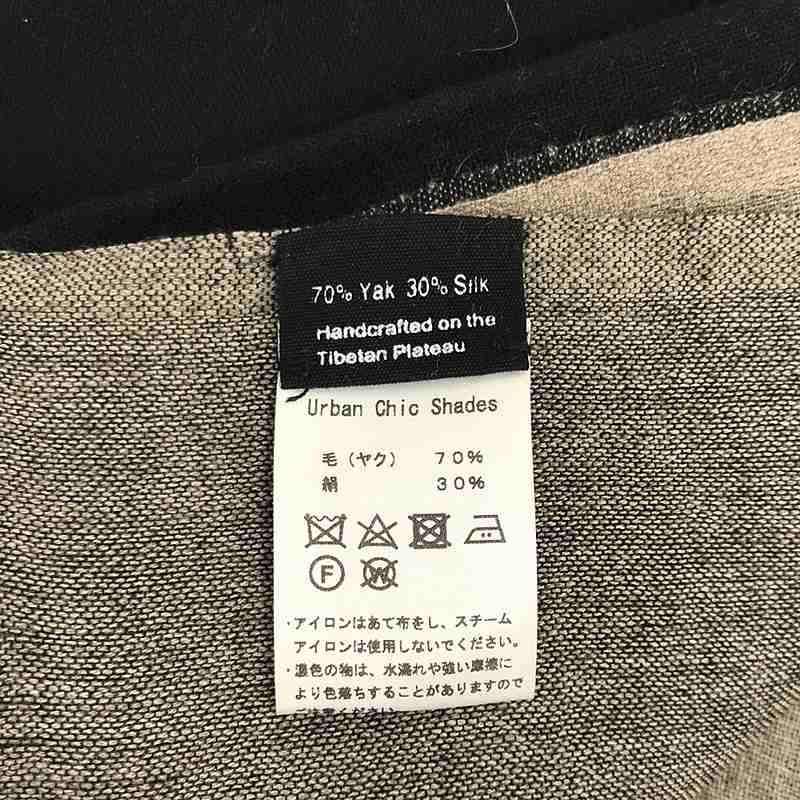 70% Yak 30% Silk
Handcrafted on the
Tibetan Plateau
Urban Chic Shades
毛(ヤク) 70%
絹 30%
F W
・アイロンはあて布をし、スチーム
アイロンは使用しないでください。
・濃色の物は、水濡れや強い摩擦に
より色落ちすることがありますので